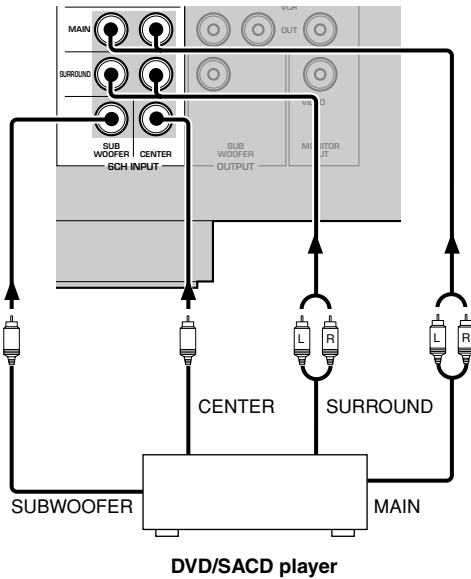 VCR
MAIN
OUT
SURROUND
VIDEO
SUB
WOOFER
CENTER
6CH INPUT
SUB
WOOFER
OUTPUT
MONITOR
OUT
L R
L R
CENTER
SURROUND
SUBWOOFER
MAIN
DVD/SACD player